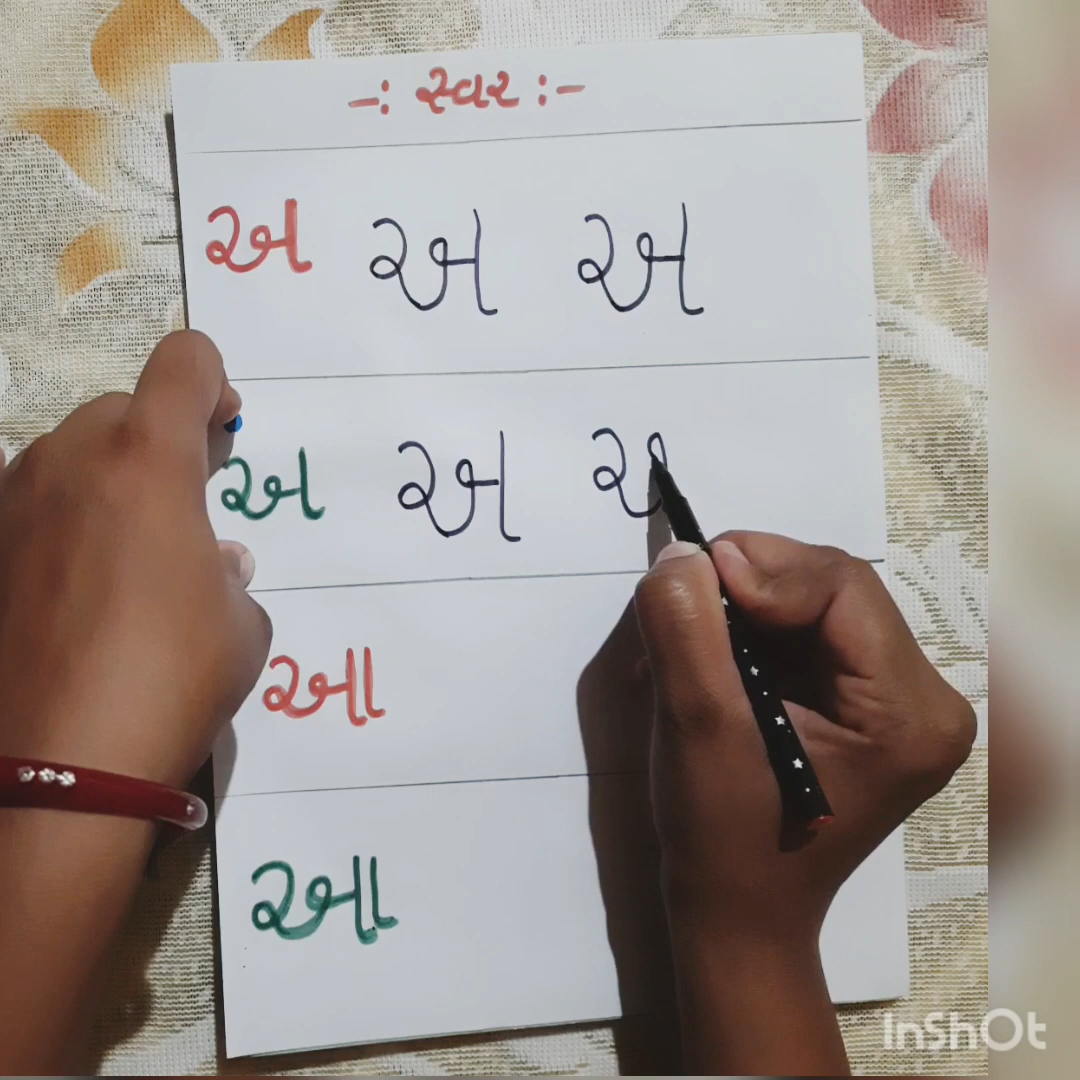 -: સ્વર :-
અ અ અ
અ અ
આ
આ
InShOt